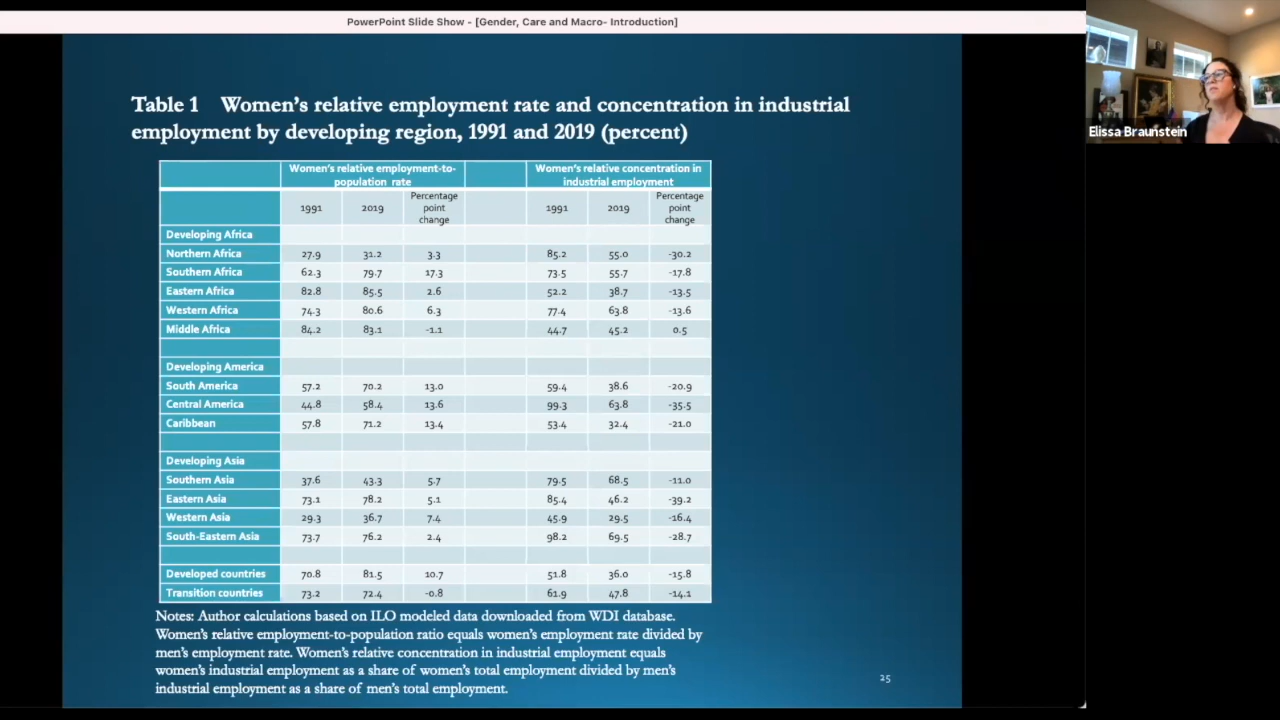 PowerPoint Slide Show - [Gender, Care and Macro- Introduction]
Elissa Braunstein
Table 1 Women's relative employment rate and concentration in industrial
employment by developing region, 1991 and 2019 (percent)
Women's relative employment-to-population rate Women's relative concentration in industrial employment
1991 2019 Percentage point change 1991 2019 Percentage point change
Developing Africa
Northern Africa 27.9 31.2 3.3 85.2 55.0 -30.2
Southern Africa 62.3 79.7 17.3 73.5 55.7 -17.8
Eastern Africa 82.8 85.5 2.6 52.2 38.7 -13.5
Western Africa 74.3 80.6 6.3 77.4 63.8 -13.6
Middle Africa 84.2 83.1 -1.1 44.7 45.2 0.5
Developing America
South America 57.2 70.2 13.0 59.4 38.6 -20.9
Central America 44.8 58.4 13.6 99.3 63.8 -35.5
Caribbean 57.8 71.2 13.4 53.4 32.4 -21.0
Developing Asia
Southern Asia 37.6 43.3 5.7 79.5 68.5 -11.0
Eastern Asia 73.1 78.2 5.1 85.4 46.2 -39.2
Western Asia 29.3 36.7 7.4 45.9 29.5 -16.4
South-Eastern Asia 73.7 76.2 2.4 98.2 69.5 -28.7
Developed countries 70.8 81.5 10.7 51.8 36.0 -15.8
Transition countries 73.2 72.4 -0.8 61.9 47.8 -14.1
Notes: Author calculations based on ILO modeled data downloaded from WDI database.
Women's relative employment-to-population ratio equals women's employment rate divided by
men's employment rate. Women's relative concentration in industrial employment equals
women's industrial employment as a share of women's total employment divided by men's
industrial employment as a share of men's total employment.
25